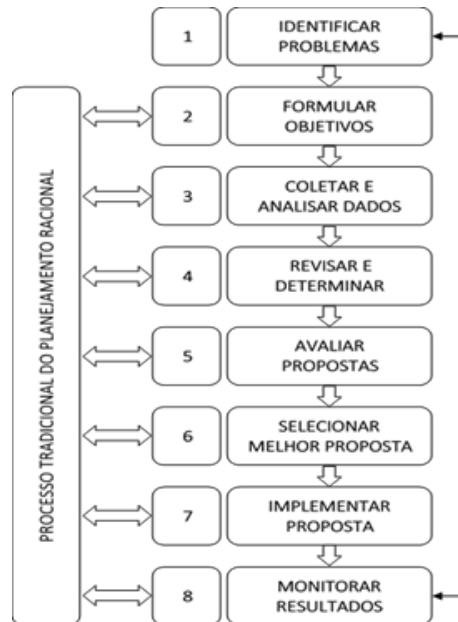 1
IDENTIFICAR
PROBLEMAS
2
FORMULAR
OBJETIVOS
3
COLETAR E
ANALISAR DADOS
4
REVISAR E
DETERMINAR
5
AVALIAR
PROPOSTAS
6
SELECIONAR
MELHOR PROPOSTA
7
IMPLEMENTAR
PROPOSTA
8
MONITORAR
RESULTADOS
PROCESSO TRADICIONAL DO PLANEJAMENTO RACIONAL